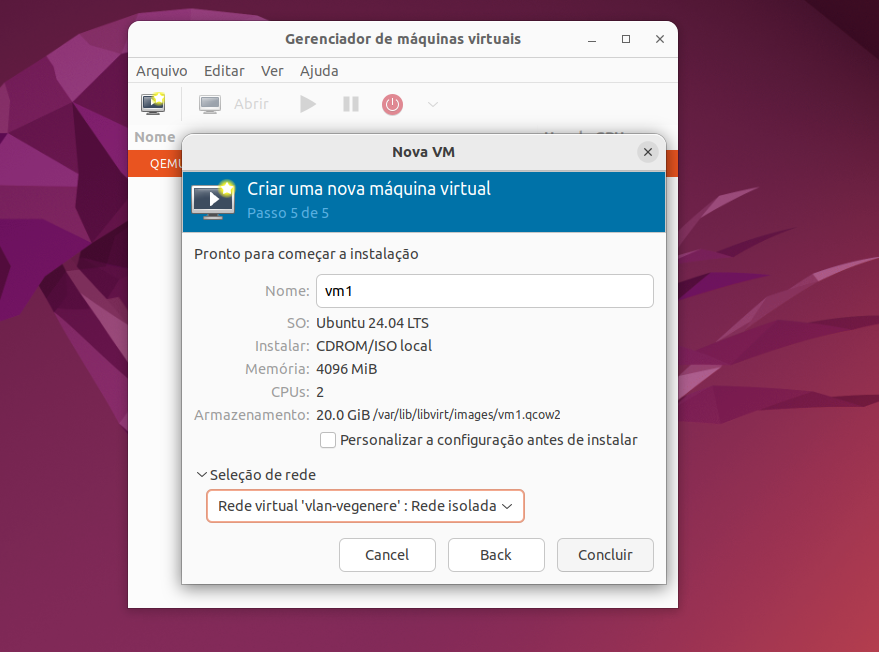 Gerenciador de máquinas virtuais
Arquivo Editar Ver Ajuda
Abrir
Nome
QEMU
Nova VM
Criar uma nova máquina virtual
Passo 5 de 5
Pronto para começar a instalação
Nome: vm1
SO: Ubuntu 24.04 LTS
Instalar: CDROM/ISO local
Memória: 4096 MiB
CPUs: 2
Armazenamento: 20.0 GiB /var/lib/libvirt/images/vm1.qcow2
Personalizar a configuração antes de instalar
Seleção de rede
Rede virtual 'vlan-vegenere' : Rede isolada
Cancel Back Concluir